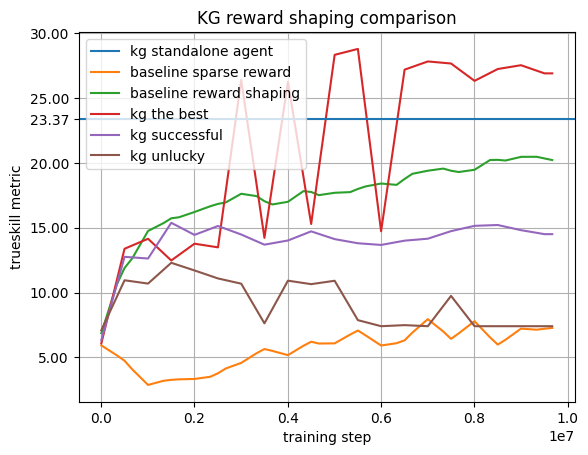 KG reward shaping comparison
kg standalone agent
baseline sparse reward
baseline reward shaping
kg the best
kg successful
kg unlucky
trueskill metric
30.00
25.00
23.37
20.00
15.00
10.00
5.00
0.0
0.2
0.4
0.6
0.8
1.0
1e7
training step